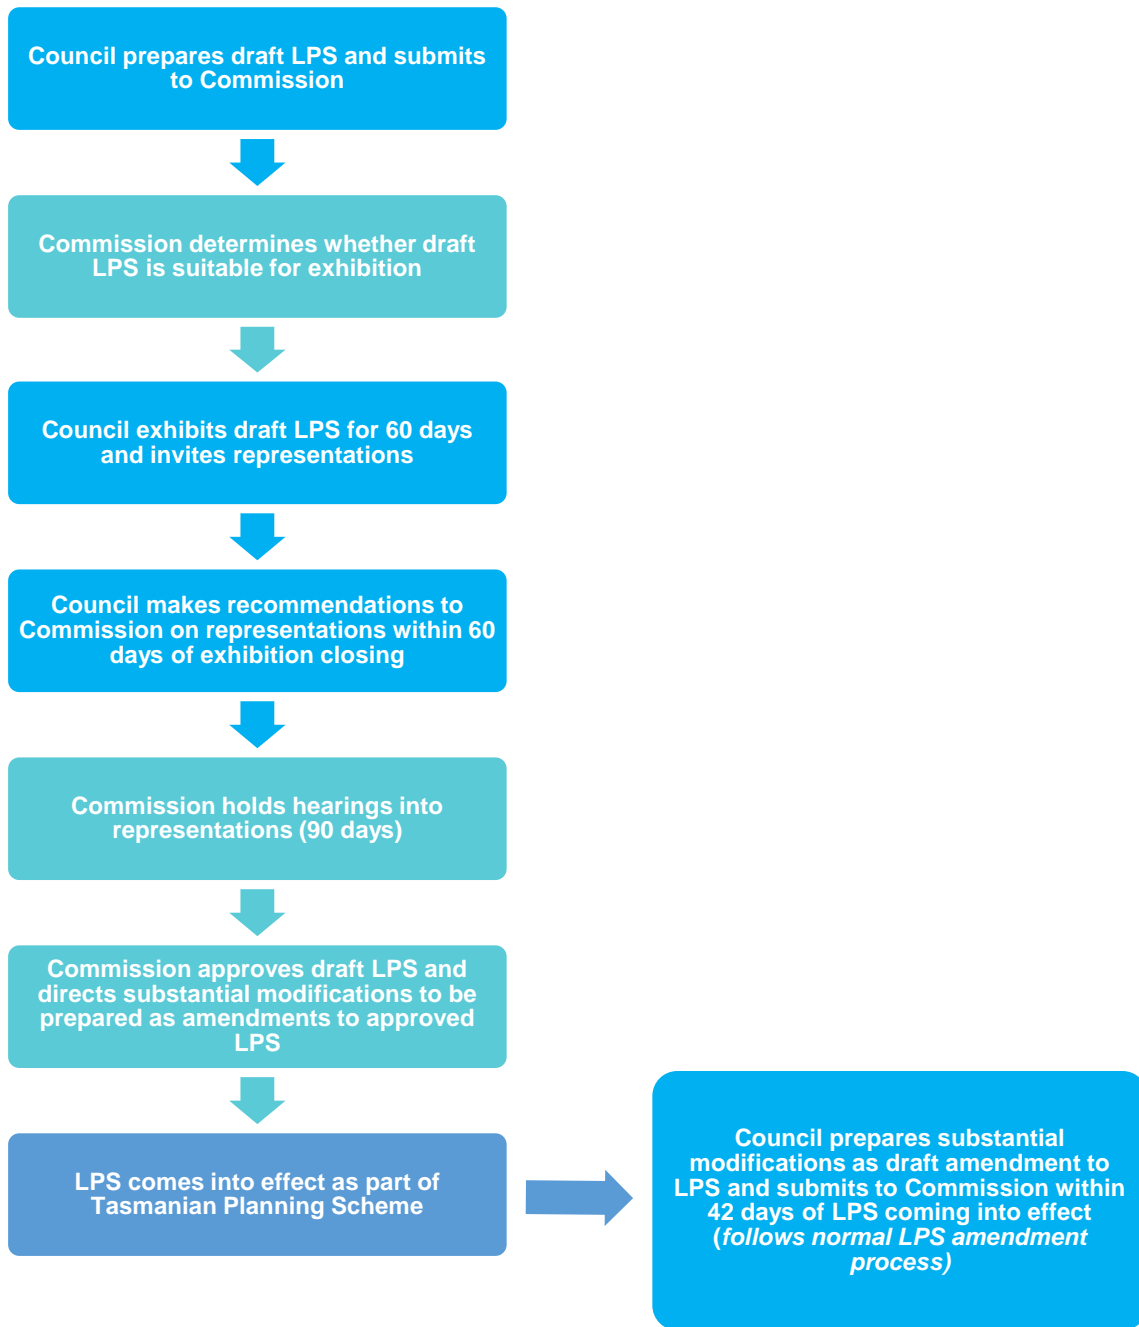 Council prepares draft LPS and submits
to Commission
Commission determines whether draft
LPS is suitable for exhibition
Council exhibits draft LPS for 60 days
and invites representations
Council makes recommendations to
Commission on representations within 60
days of exhibition closing
Commission holds hearings into
representations (90 days)
Commission approves draft LPS and
directs substantial modifications to be
prepared as amendments to approved
LPS
LPS comes into effect as part of
Tasmanian Planning Scheme
Council prepares substantial
modifications as draft amendment to
LPS and submits to Commission within
42 days of LPS coming into effect
(follows normal LPS amendment
process)